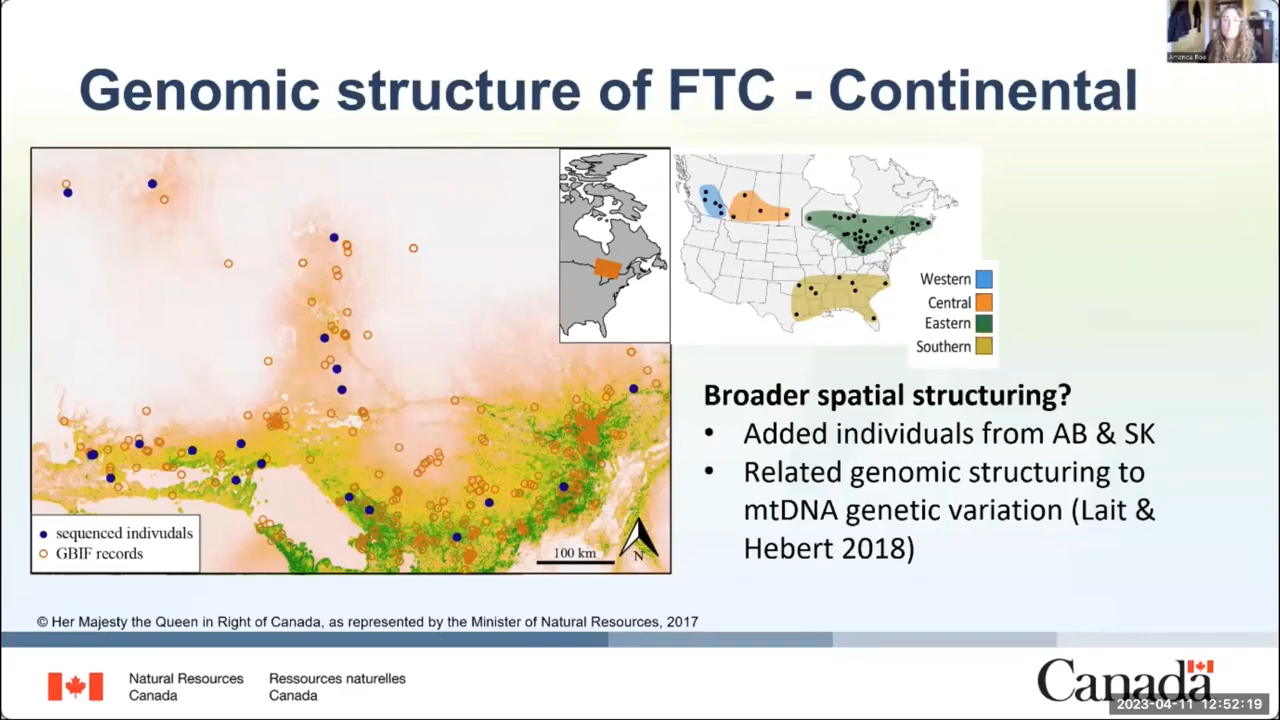 Amanda Roe
Genomic structure of FTC - Continental
Western
Central
Eastern
Southern
Broader spatial structuring?
• Added individuals from AB & SK
• Related genomic structuring to
mtDNA genetic variation (Lait &
Hebert 2018)
sequenced indivudals
GBIF records
100 km
N
© Her Majesty the Queen in Right of Canada, as represented by the Minister of Natural Resources, 2017
Natural Resources
Canada
Ressources naturelles
Canada
Canada
2023-04-11 12:52:19